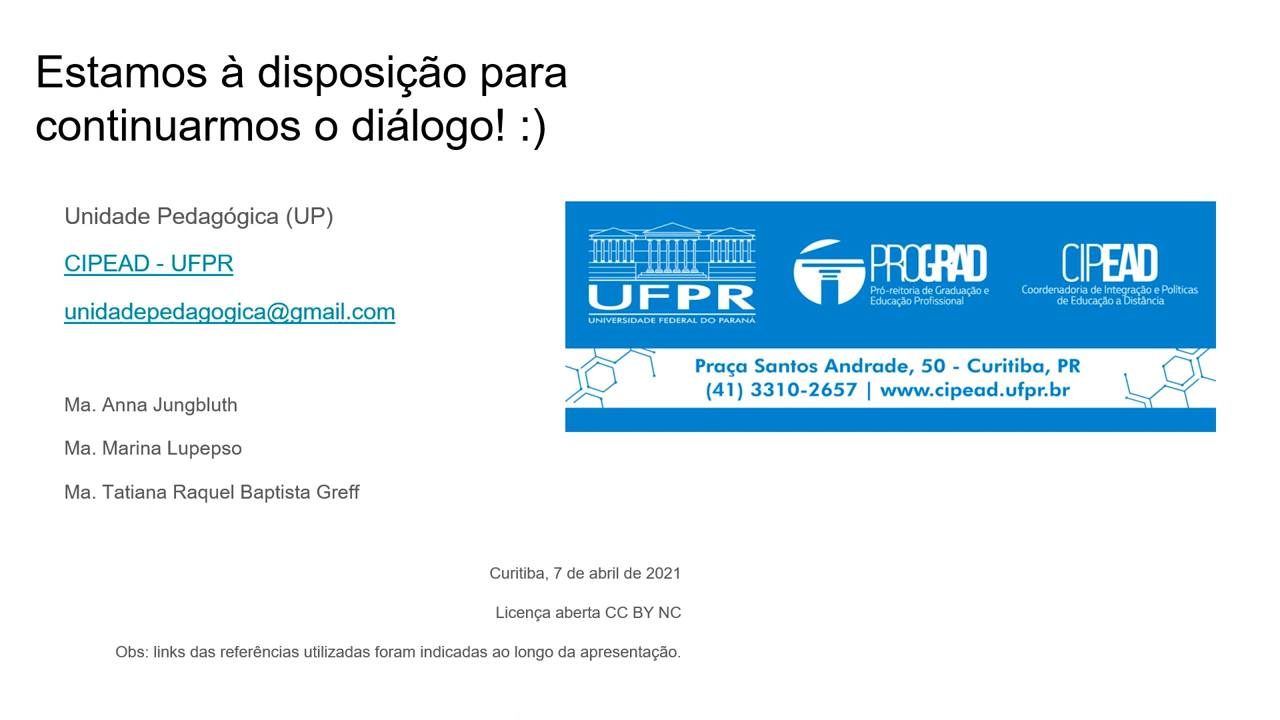 Estamos à disposição para
continuarmos o diálogo! :)
Unidade Pedagógica (UP)
CIPEAD - UFPR
unidadepedagogica@gmail.com
Ma. Anna Jungbluth
Ma. Marina Lupepso
Ma. Tatiana Raquel Baptista Greff
UFPR
UNIVERSIDADE FEDERAL DO PARANÁ
PROGRAD
Pró-reitoria de Graduação e
Educação Profissional
CIPEAD
Coordenadoria de Integração e Políticas
de Educação a Distância
Praça Santos Andrade, 50 - Curitiba, PR
(41) 3310-2657 | www.cipead.ufpr.br
Curitiba, 7 de abril de 2021
Licença aberta CC BY NC
Obs: links das referências utilizadas foram indicadas ao longo da apresentação.